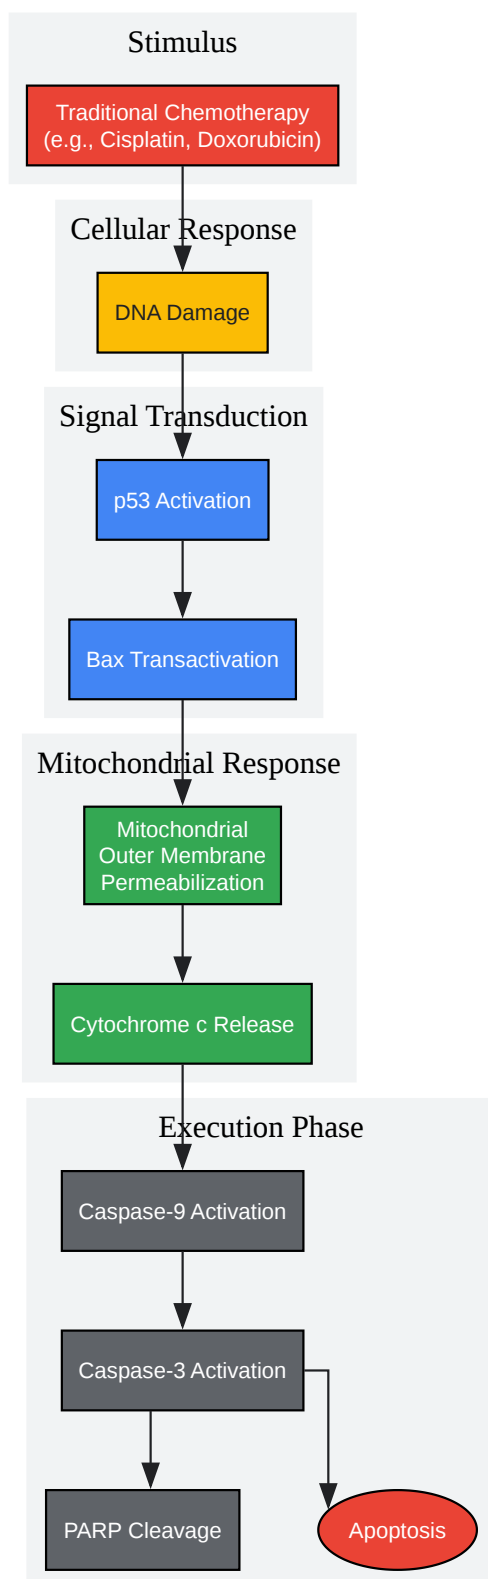 Stimulus
Traditional Chemotherapy
(e.g., Cisplatin, Doxorubicin)
Cellular Response
DNA Damage
Signal Transduction
p53 Activation
Bax Transactivation
Mitochondrial Response
Mitochondrial
Outer Membrane
Permeabilization
Cytochrome c Release
Execution Phase
Caspase-9 Activation
Caspase-3 Activation
PARP Cleavage
Apoptosis